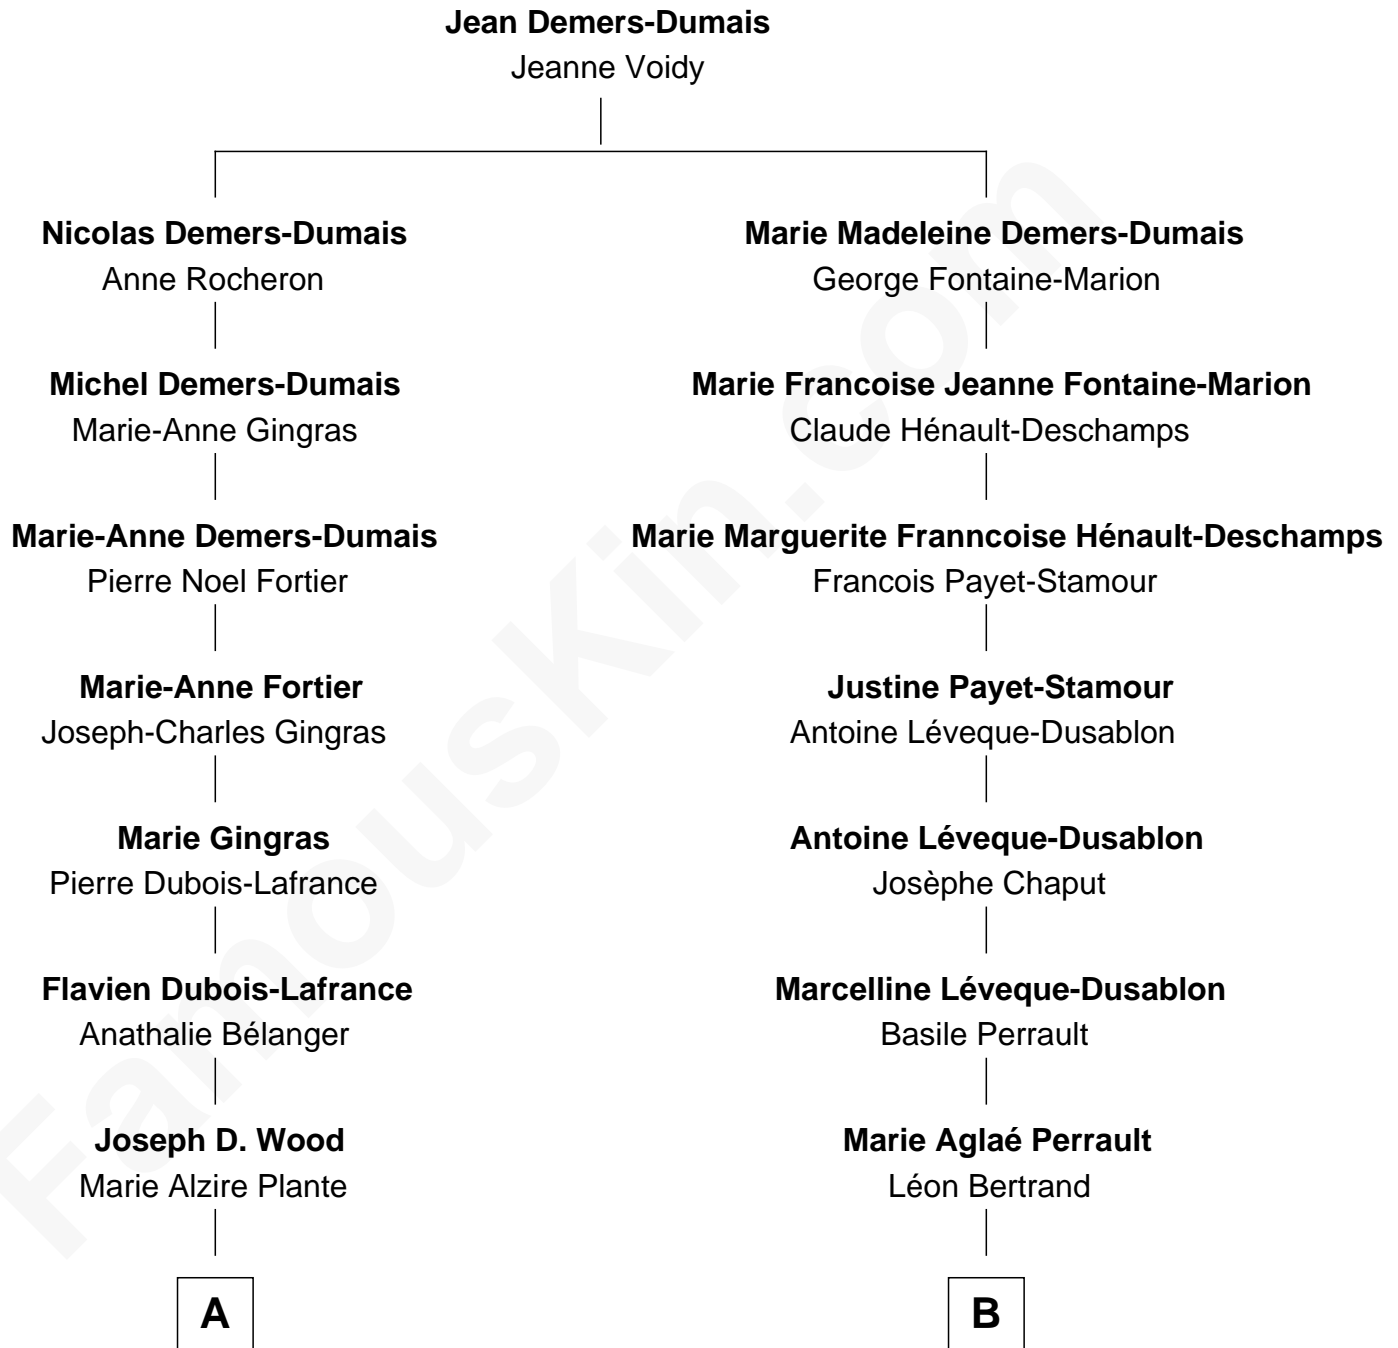 Jean Demers-Dumais
Jeanne Voidy
Nicolas Demers-Dumais
Anne Rocheron
Michel Demers-Dumais
Marie-Anne Gingras
Marie-Anne Demers-Dumais
Pierre Noel Fortier
Marie-Anne Fortier
Joseph-Charles Gingras
Marie Gingras
Pierre Dubois-Lafrance
Flavien Dubois-Lafrance
Anathalie Bélanger
Joseph D. Wood
Marie Alzire Plante
A
Marie Madeleine Demers-Dumais
George Fontaine-Marion
Marie Francoise Jeanne Fontaine-Marion
Claude Hénault-Deschamps
Marie Marguerite Franncoise Hénault-Deschamps
Francois Payet-Stamour
Justine Payet-Stamour
Antoine Léveque-Dusablon
Antoine Léveque-Dusablon
Josèphe Chaput
Marcelline Léveque-Dusablon
Basile Perrault
Marie Aglaé Perrault
Léon Bertrand
B
FamousKin.com